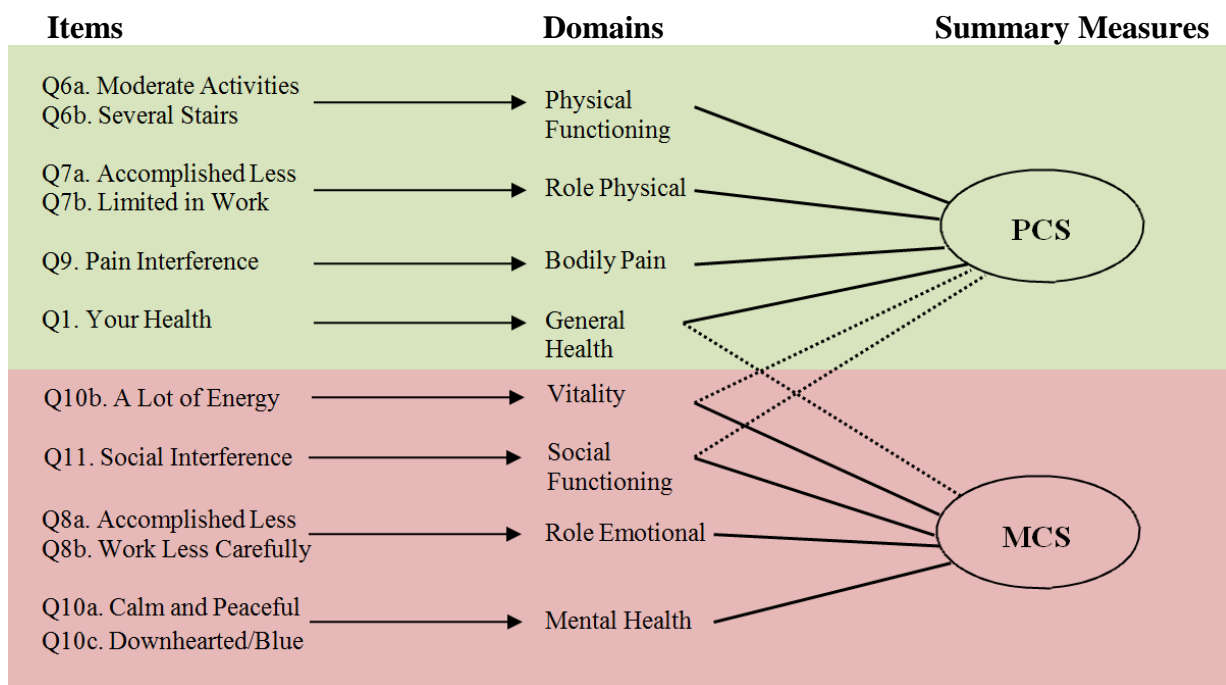 Items Domains Summary Measures
Q6a. Moderate Activities
Q6b. Several Stairs
Physical
Functioning
Q7a. Accomplished Less
Q7b. Limited in Work
Role Physical
Q9. Pain Interference
Bodily Pain
Q1. Your Health
General
Health
PCS
Q10b. A Lot of Energy
Vitality
Q11. Social Interference
Social
Functioning
Q8a. Accomplished Less
Q8b. Work Less Carefully
Role Emotional
Q10a. Calm and Peaceful
Q10c. Downhearted/Blue
Mental Health
MCS